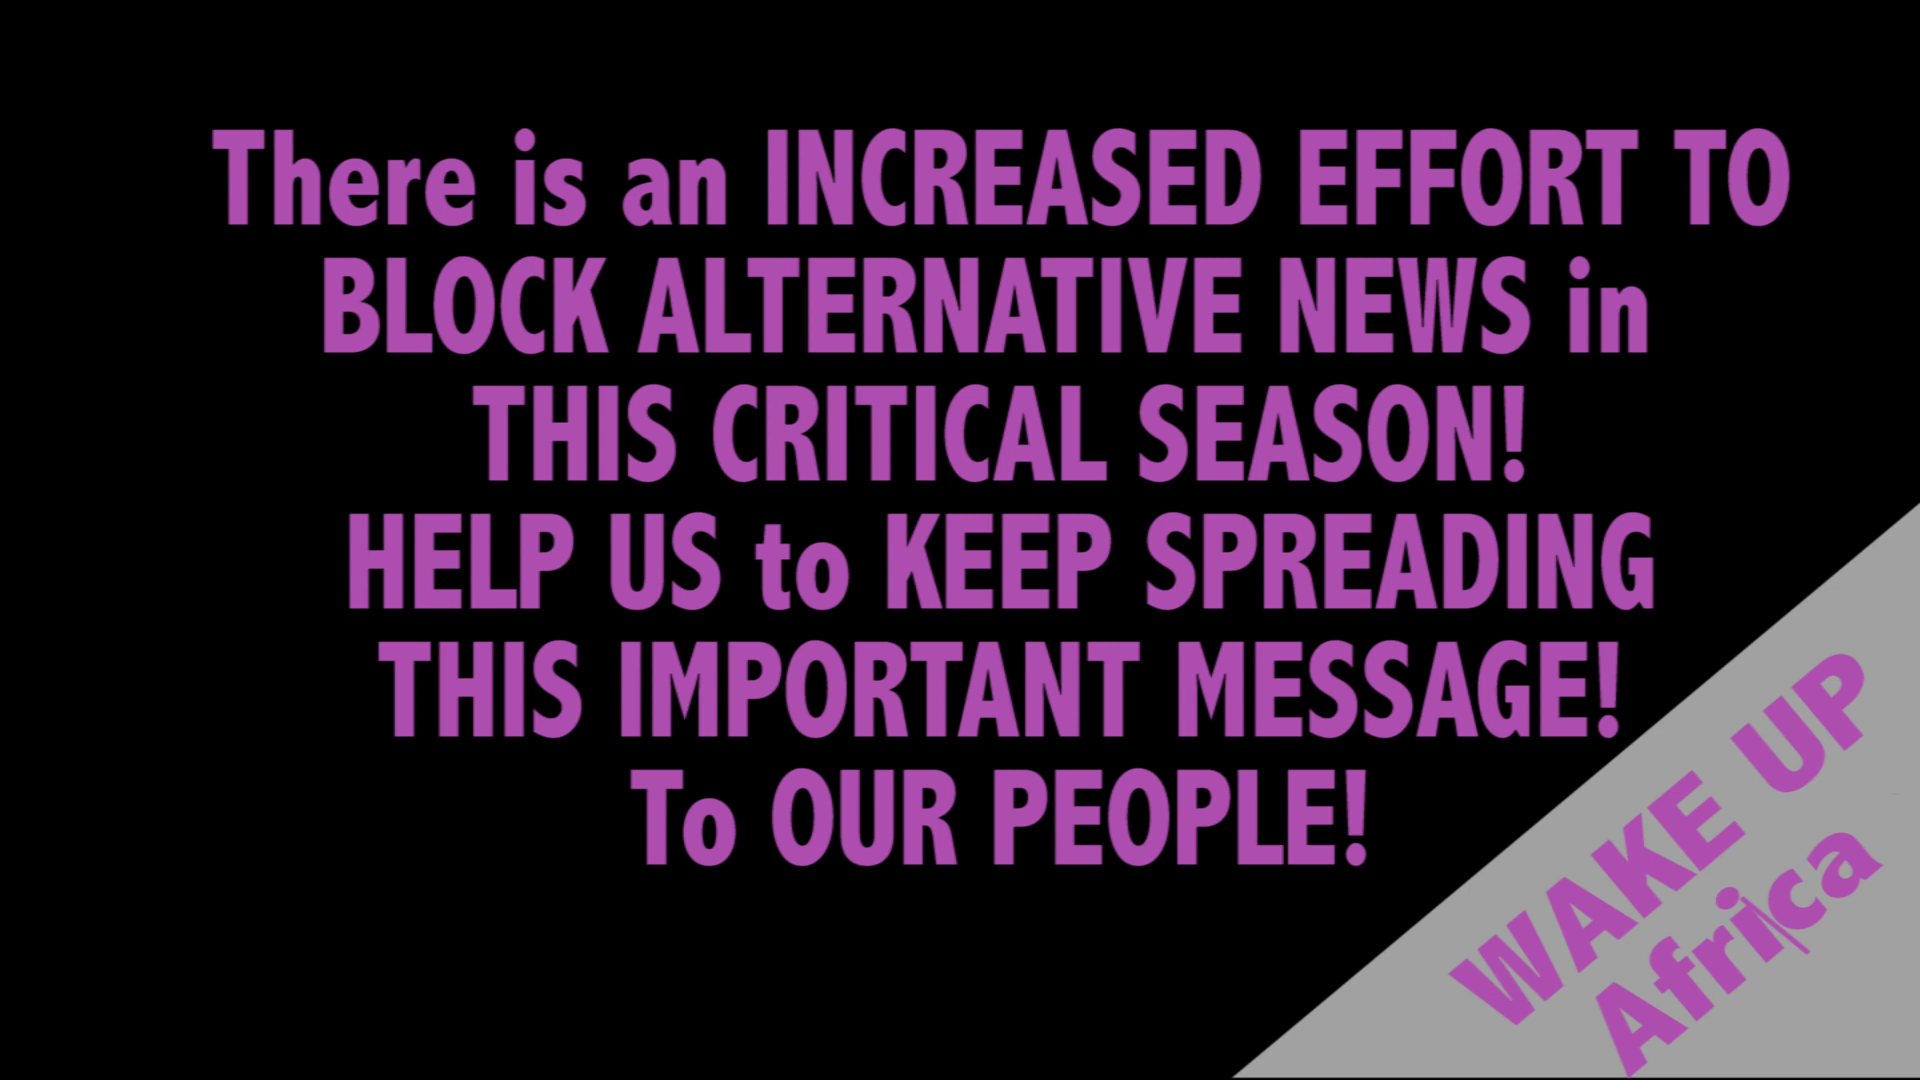 There is an INCREASED EFFORT TO
BLOCK ALTERNATIVE NEWS in
THIS CRITICAL SEASON!
HELP US to KEEP SPREADING
THIS IMPORTANT MESSAGE!
To OUR PEOPLE!
WAKE UP
Africa